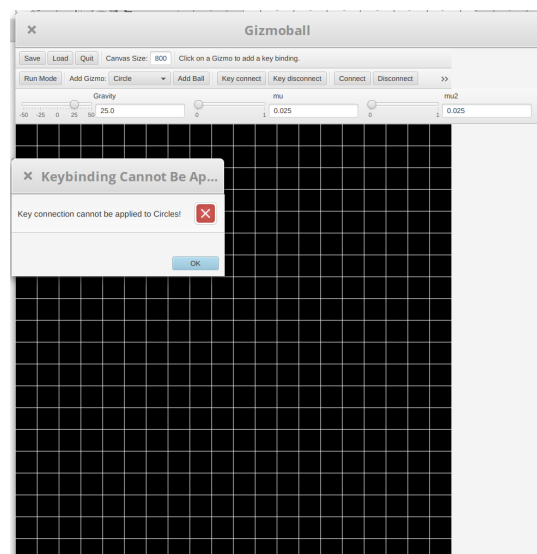 Gizmoball
Save Load Quit Canvas Size: 800 Click on a Gizmo to add a key binding.
Run Mode Add Gizmo: Circle Add Ball Key connect Key disconnect Connect Disconnect >>
Gravity mu mu2
25.0 0.025 0.025
-50 -25 0 25 50 0 1 0 1
Keybinding Cannot Be Ap...
Key connection cannot be applied to Circles!
OK